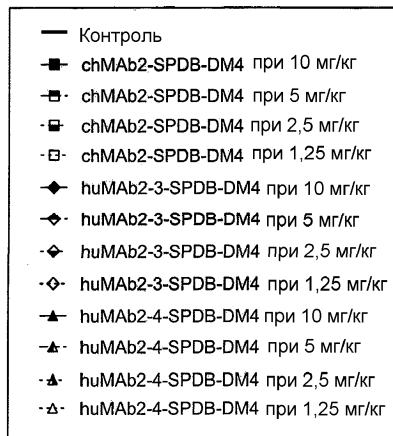 Контроль
chMAb2-SPDB-DM4 при 10 мг/кг
chMAb2-SPDB-DM4 при 5 мг/кг
chMAb2-SPDB-DM4 при 2,5 мг/кг
chMAb2-SPDB-DM4 при 1,25 мг/кг
huMAb2-3-SPDB-DM4 при 10 мг/кг
huMAb2-3-SPDB-DM4 при 5 мг/кг
huMAb2-3-SPDB-DM4 при 2,5 мг/кг
huMAb2-3-SPDB-DM4 при 1,25 мг/кг
huMAb2-4-SPDB-DM4 при 10 мг/кг
huMAb2-4-SPDB-DM4 при 5 мг/кг
huMAb2-4-SPDB-DM4 при 2,5 мг/кг
huMAb2-4-SPDB-DM4 при 1,25 мг/кг